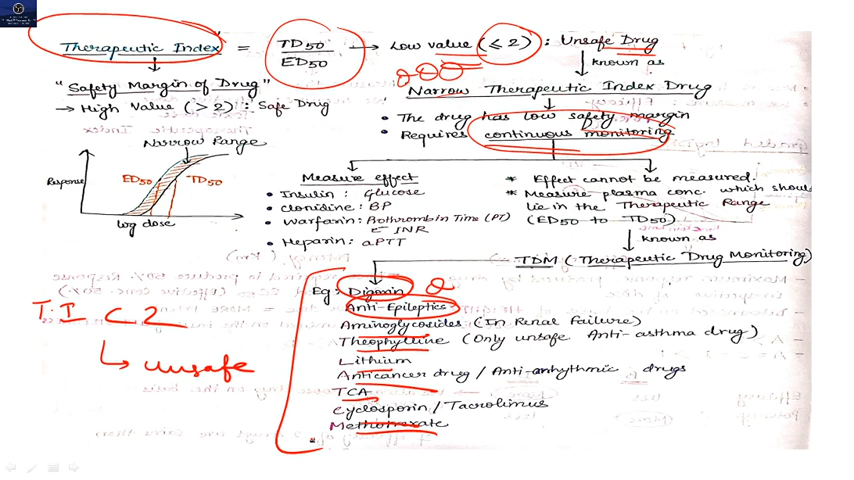 Therapeutic Index = TD50 / ED50 → Low value (≤ 2) : Unsafe Drug
"Safety Margin of Drug"
→ High Value (> 2) : Safe Drug
known as
Narrow Therapeutic Index Drug
• The drug has low safety margin
• Requires continuous monitoring
Narrow Range
Response
ED50
TD50
log dose
Measure effect
• Insulin : Glucose
• Clonidine : BP
• Warfarin : Prothrombin Time (PT)
INR
• Heparin : aPTT
* Effect cannot be measured.
* Measure plasma conc. which should
lie in the Therapeutic Range
(ED50 to TD50)
known as
TDM (Therapeutic Drug Monitoring)
Eg: Digoxin
Anti-Epileptics
Aminoglycosides (In Renal failure)
Theophylline (Only unsafe Anti-asthma drug)
Lithium
Anticancer drug / Anti-arrhythmic drugs
TCA
Cyclosporin / Tacrolimus
Methotrexate
T.I < 2
↳ unsafe